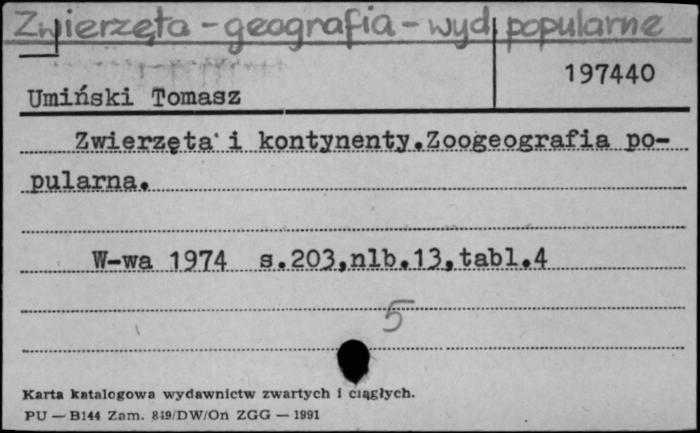 Zwierzęta - geografia - wyd. popularne
197440
Umiński Tomasz
Zwierzęta i kontynenty.Zoogeografia po-
pularna.
W-wa 1974 s.203,nlb.13,tabl.4
5
Karta katalogowa wydawnictw zwartych i ciągłych.
PU — B144 Zam. 849/DW/On ZGG — 1991